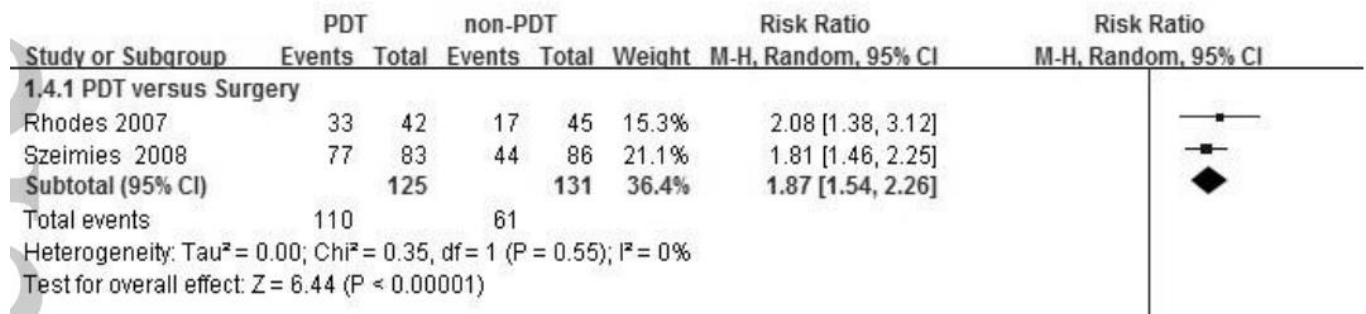 PDT non-PDT Risk Ratio Risk Ratio
Study or Subgroup Events Total Events Total Weight M-H, Random, 95% CI M-H, Random, 95% CI
1.4.1 PDT versus Surgery
Rhodes 2007 33 42 17 45 15.3% 2.08 [1.38, 3.12]
Szeimies 2008 77 83 44 86 21.1% 1.81 [1.46, 2.25]
Subtotal (95% CI) 125 131 36.4% 1.87 [1.54, 2.26]
Total events 110 61
Heterogeneity: Tau² = 0.00; Chi² = 0.35, df = 1 (P = 0.55); I² = 0%
Test for overall effect: Z = 6.44 (P < 0.00001)